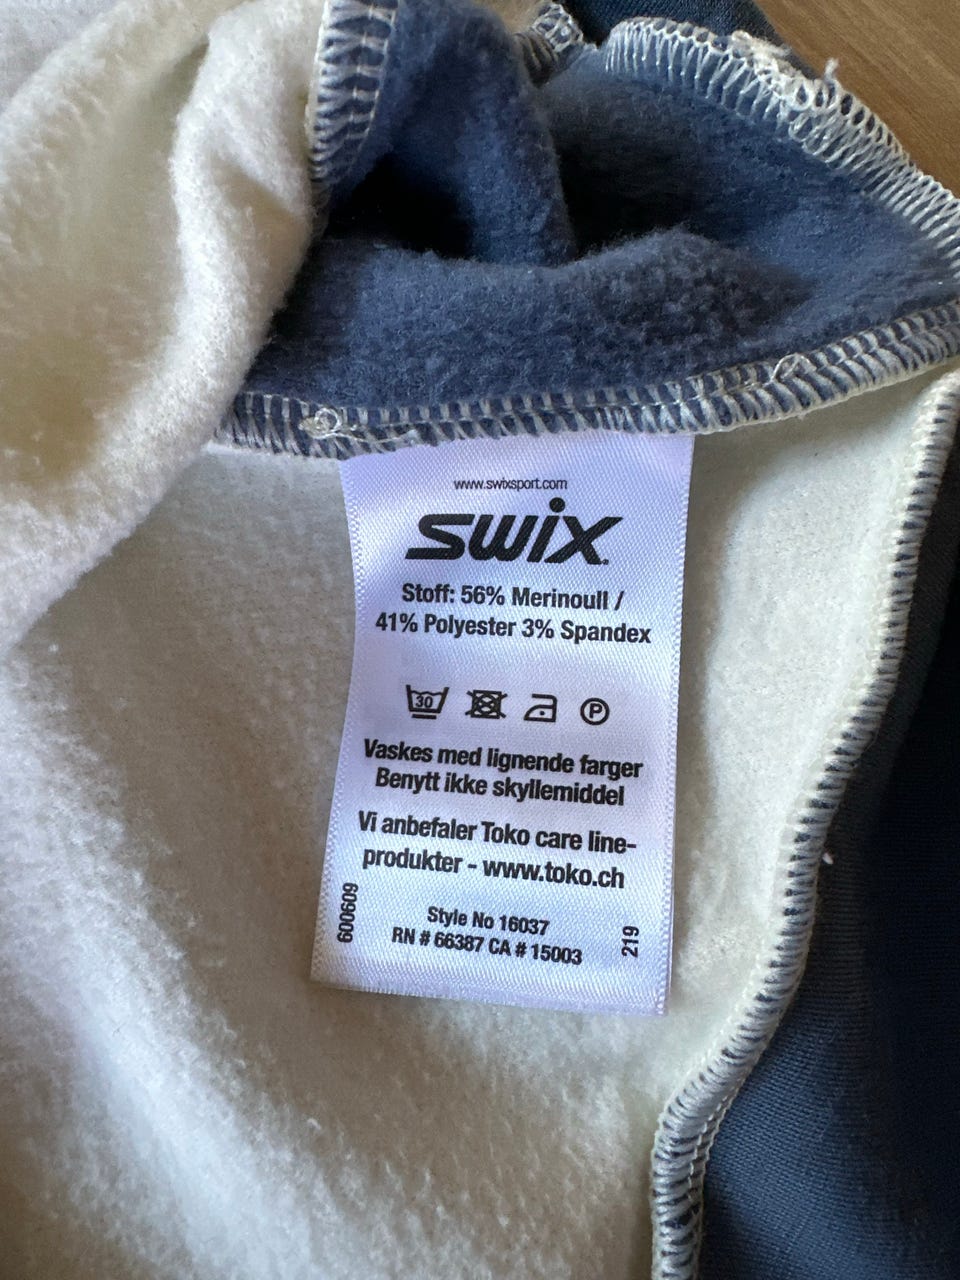 www.swixsport.com
swix
Stoff: 56% Merinoull /
41% Polyester 3% Spandex
30
P
Vaskes med lignende farger
Benytt ikke skyllemiddel
Vi anbefaler Toko care line-
produkter - www.toko.ch
Style No 16037
RN # 66387 CA # 15003
600609
219